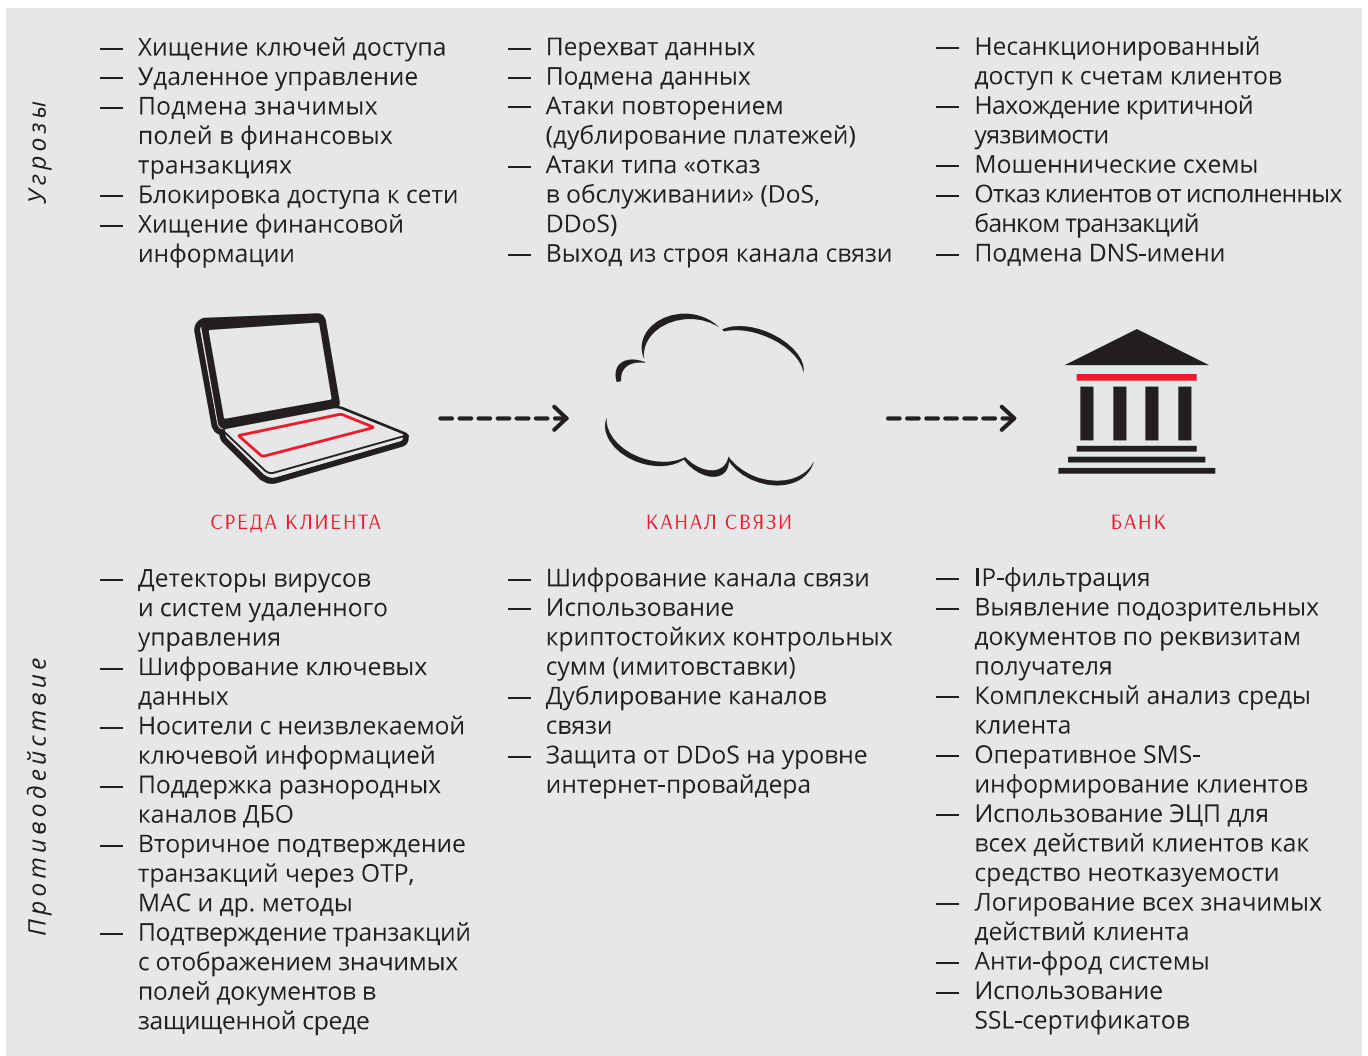 Угрозы
— Хищение ключей доступа
— Удаленное управление
— Подмена значимых
полей в финансовых
транзакциях
— Блокировка доступа к сети
— Хищение финансовой
информации
— Перехват данных
— Подмена данных
— Атаки повторением
(дублирование платежей)
— Атаки типа «отказ
в обслуживании» (DoS,
DDoS)
— Выход из строя канала связи
— Несанкционированный
доступ к счетам клиентов
— Нахождение критичной
уязвимости
— Мошеннические схемы
— Отказ клиентов от исполненных
банком транзакций
— Подмена DNS-имени
СРЕДА КЛИЕНТА
КАНАЛ СВЯЗИ
БАНК
Противодействие
— Детекторы вирусов
и систем удаленного
управления
— Шифрование ключевых
данных
— Носители с неизвлекаемой
ключевой информацией
— Поддержка разнородных
каналов ДБО
— Вторичное подтверждение
транзакций через OTP,
MAC и др. методы
— Подтверждение транзакций
с отображением значимых
полей документов в
защищенной среде
— Шифрование канала связи
— Использование
криптостойких контрольных
сумм (имитовставки)
— Дублирование каналов
связи
— Защита от DDoS на уровне
интернет-провайдера
— IP-фильтрация
— Выявление подозрительных
документов по реквизитам
получателя
— Комплексный анализ среды
клиента
— Оперативное SMS-
информирование клиентов
— Использование ЭЦП для
всех действий клиентов как
средство неотказуемости
— Логирование всех значимых
действий клиента
— Анти-фрод системы
— Использование
SSL-сертификатов